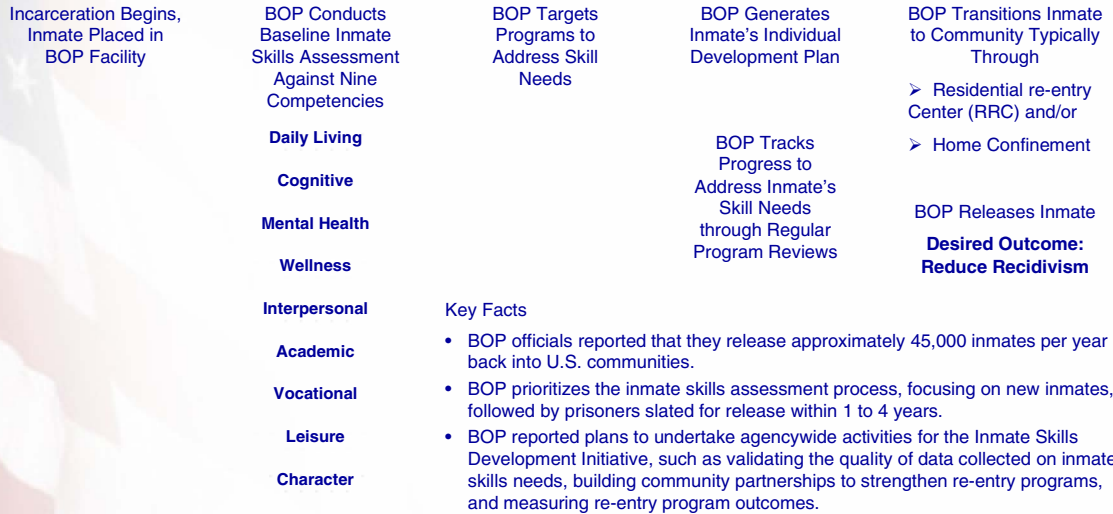 Incarceration Begins,
Inmate Placed in
BOP Facility
BOP Conducts
Baseline Inmate
Skills Assessment
Against Nine
Competencies
Daily Living
Cognitive
Mental Health
Wellness
Interpersonal
Academic
Vocational
Leisure
Character
BOP Targets
Programs to
Address Skill
Needs
BOP Generates
Inmate's Individual
Development Plan
BOP Tracks
Progress to
Address Inmate's
Skill Needs
through Regular
Program Reviews
BOP Transitions Inmate
to Community Typically
Through
➢ Residential re-entry
Center (RRC) and/or
➢ Home Confinement
BOP Releases Inmate
Desired Outcome:
Reduce Recidivism
Key Facts
• BOP officials reported that they release approximately 45,000 inmates per year
back into U.S. communities.
• BOP prioritizes the inmate skills assessment process, focusing on new inmates,
followed by prisoners slated for release within 1 to 4 years.
• BOP reported plans to undertake agencywide activities for the Inmate Skills
Development Initiative, such as validating the quality of data collected on inmate
skills needs, building community partnerships to strengthen re-entry programs,
and measuring re-entry program outcomes.